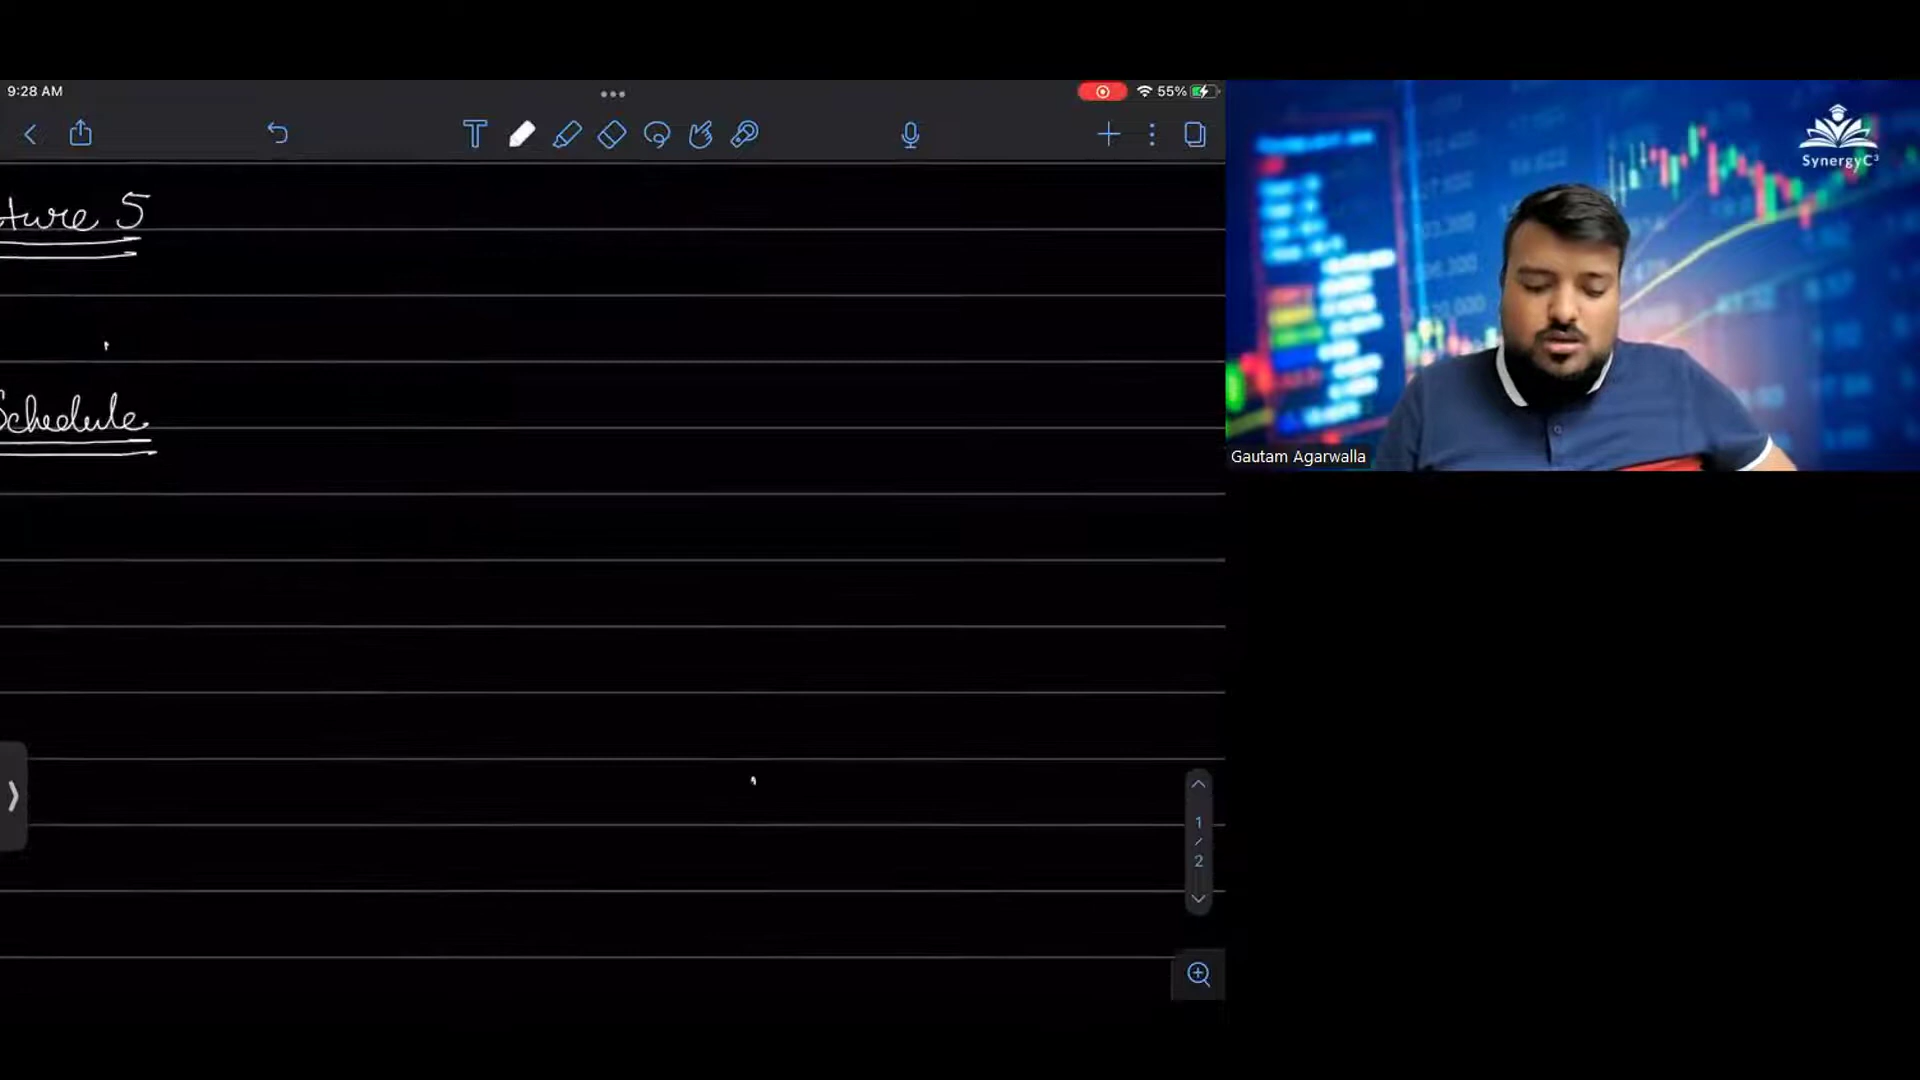 9:28 AM
55%
ture 5
Schedule
1
/
2
SynergyC³
Gautam Agarwalla